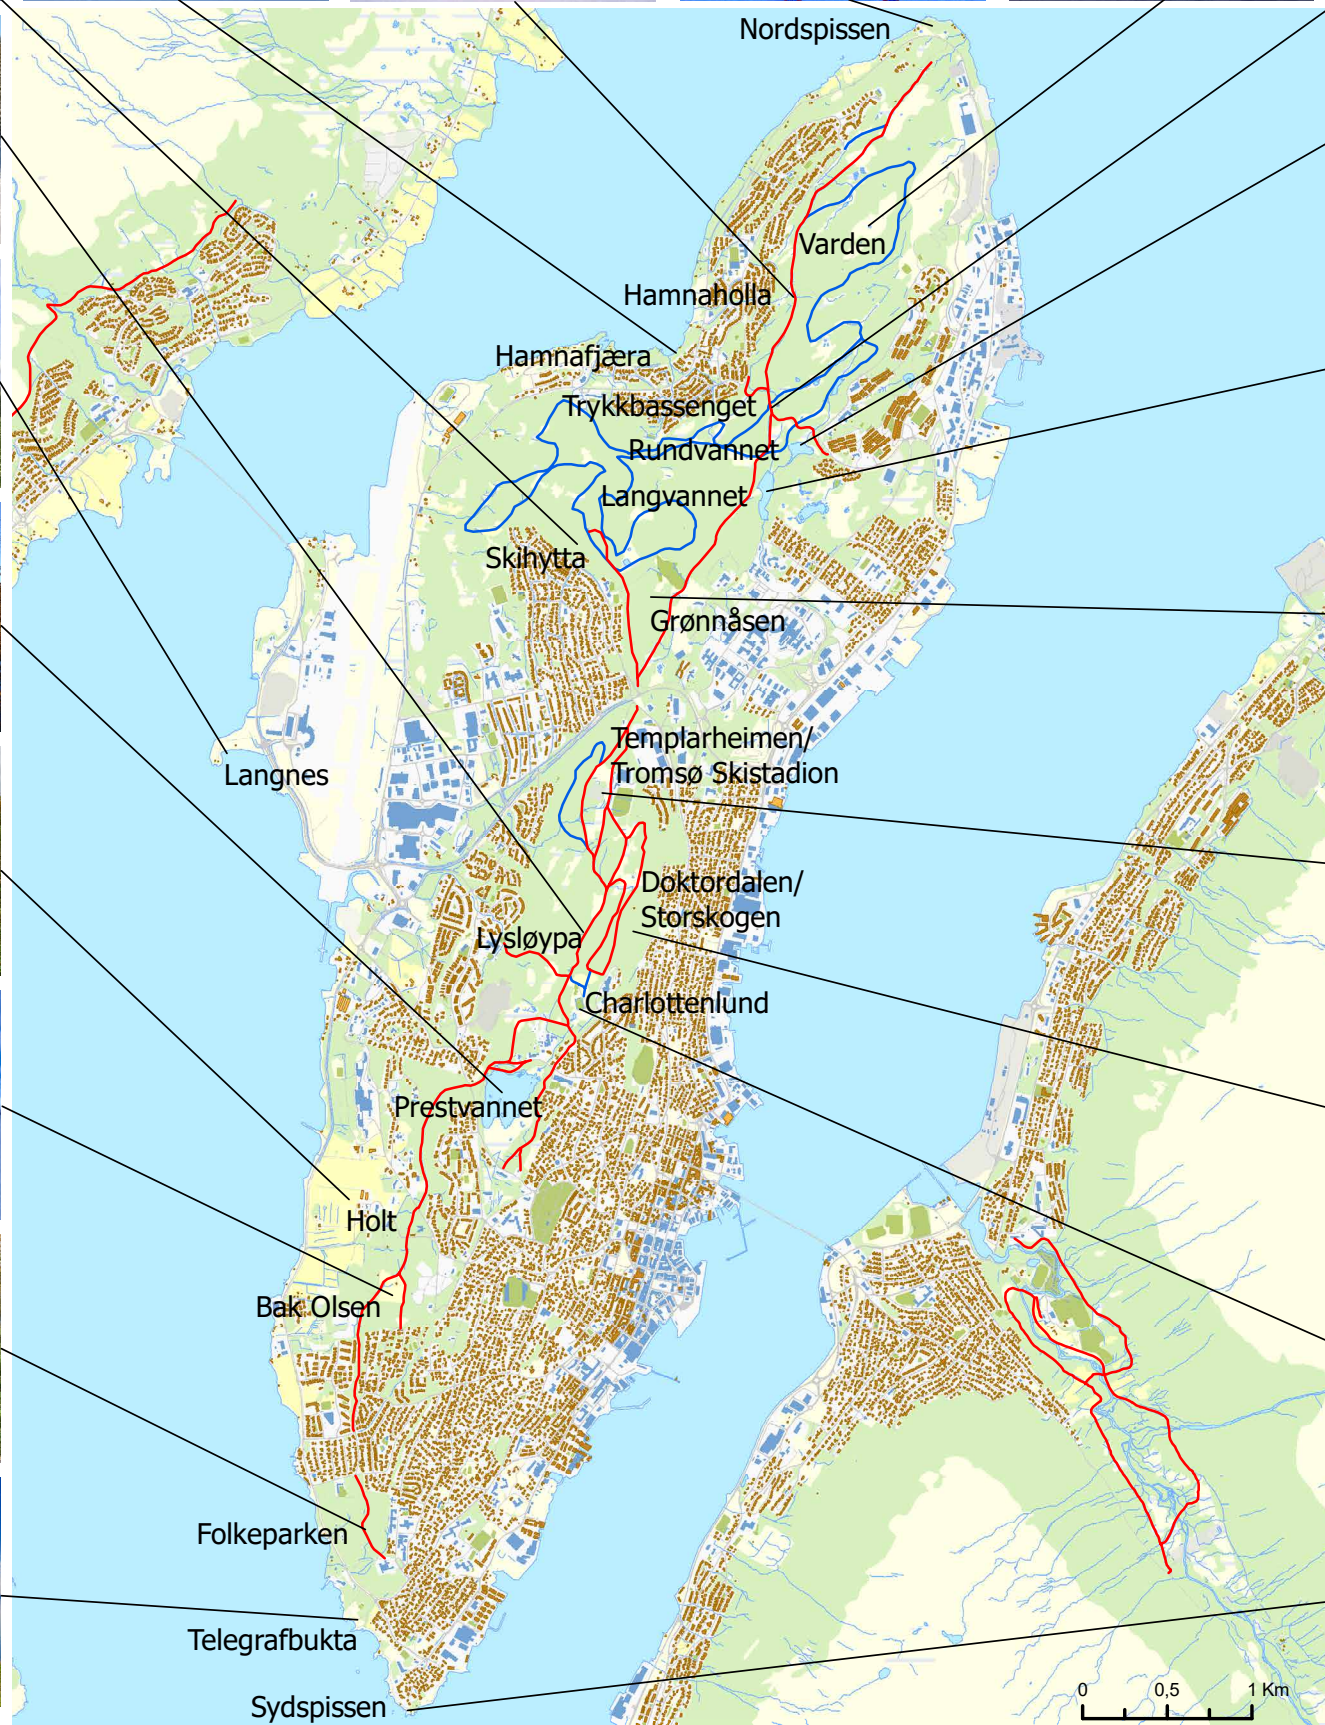 Nordspissen
Varden
Hamnaholla
Hamnafjæra
Trykkbassenget
Rundvannet
Langvannet
Skihytta
Grønnåsen
Templarheimen/
Tromsø Skistadion
Langnes
Doktordalen/
Storskogen
Lysløypa
Charlottenlund
Prestvannet
Holt
Bak Olsen
Folkeparken
Telegrafbukta
Sydspissen
0 0,5 1 Km